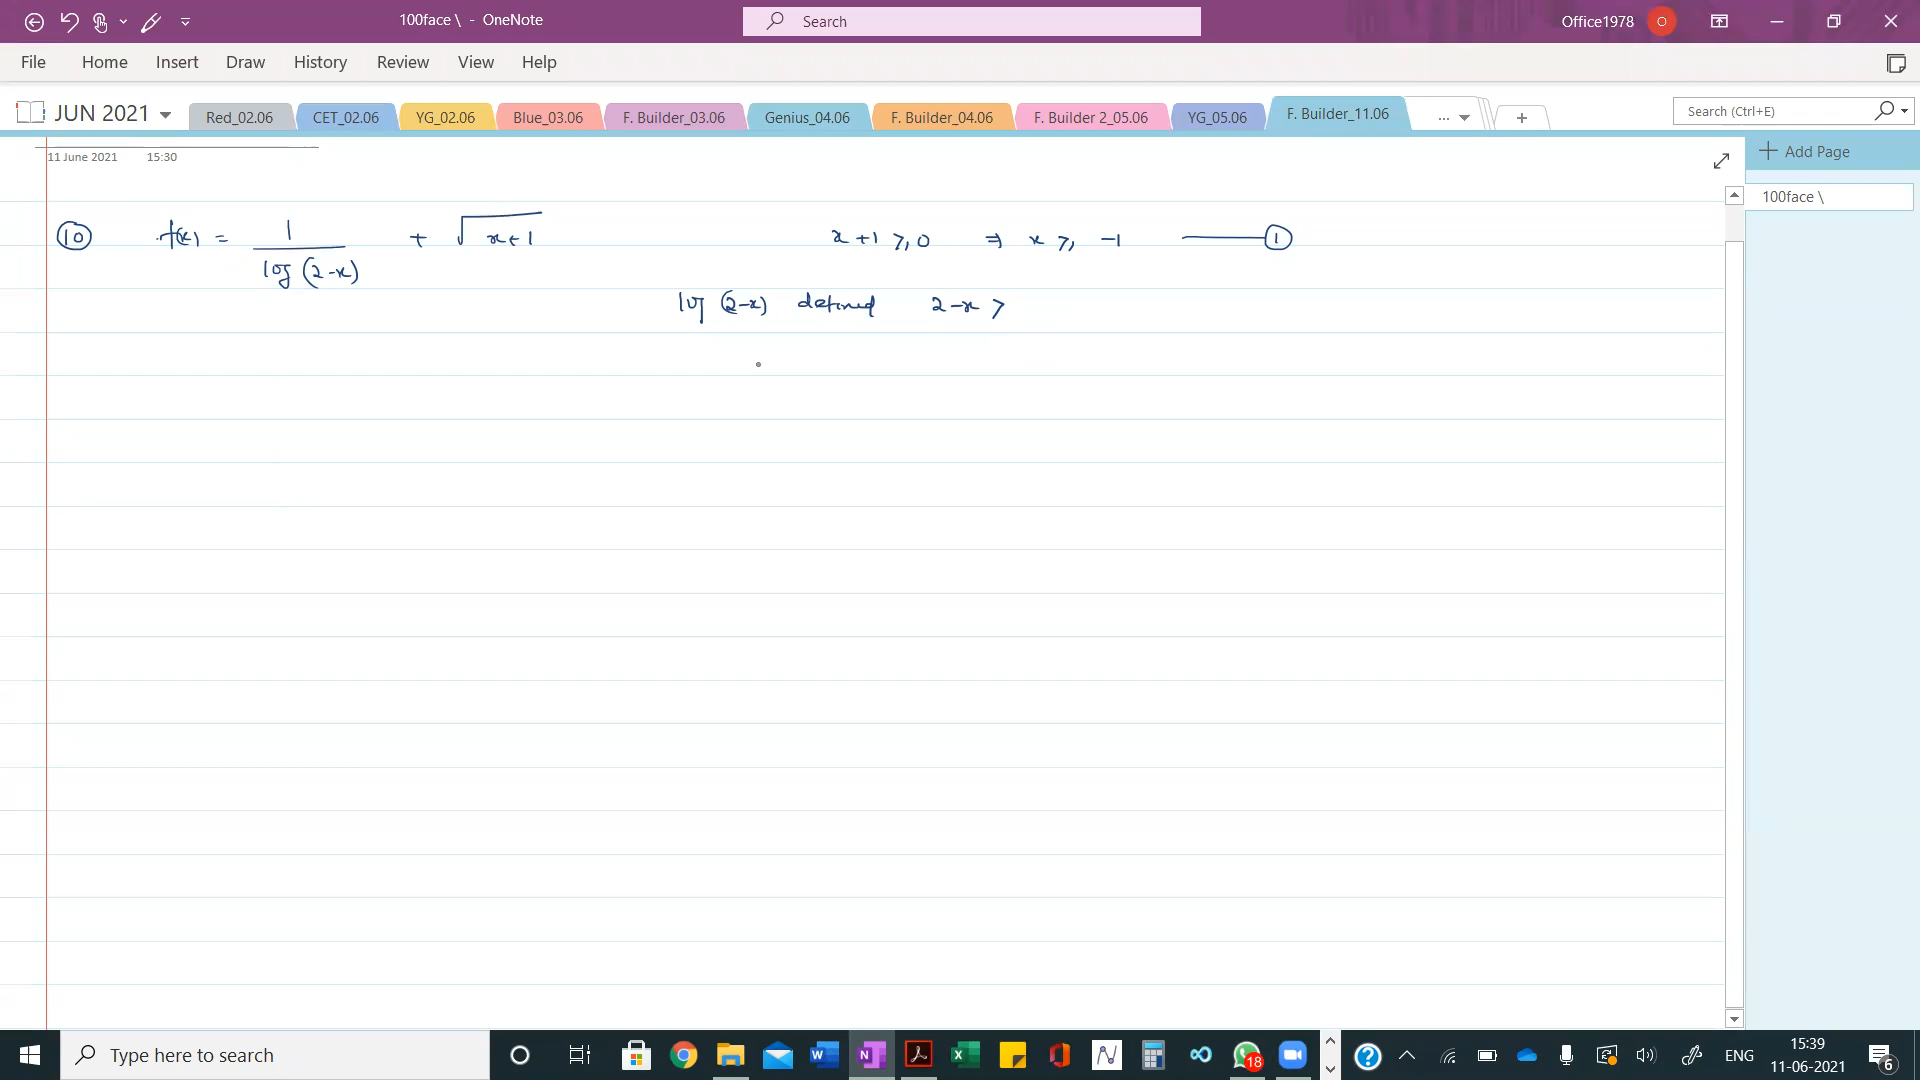 100face \ - OneNote
Search
Office1978
O
File Home Insert Draw History Review View Help
JUN 2021
Red_02.06 CET_02.06 YG_02.06 Blue_03.06 F. Builder_03.06 Genius_04.06 F. Builder_04.06 F. Builder 2_05.06 YG_05.06 F. Builder_11.06 ... +
Search (Ctrl+E)
11 June 2021 15:30
Add Page
100face \
10 f(x) = 1 / log (2-x) + √x+1 x+1 ≥ 0 ⇒ x ≥ -1 — 1
log (2-x) defined 2-x >
Type here to search
18
ENG
15:39
11-06-2021
6